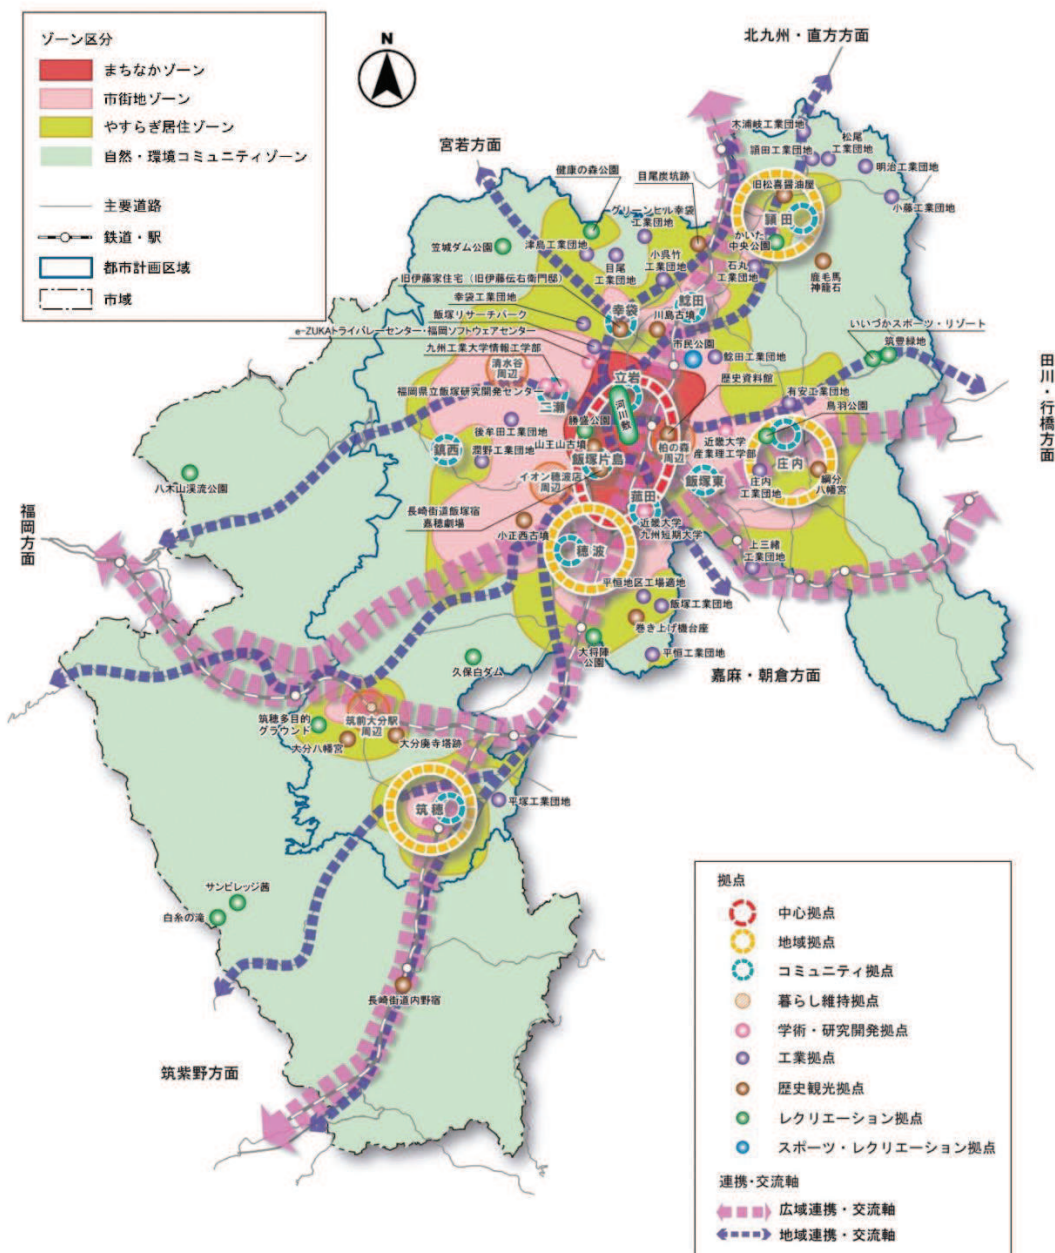 ゾーン区分
まちなかゾーン
市街地ゾーン
やすらぎ居住ゾーン
自然・環境コミュニティゾーン
主要道路
鉄道・駅
都市計画区域
市域
N
北九州・直方方面
宮若方面
田川・行橋方面
福岡方面
嘉麻・朝倉方面
筑紫野方面
木浦岐工業団地
松尾
工業団地
頴田工業団地
明治工業団地
小藤工業団地
旧松喜醤油屋
頴田
かいた
中央公園
鹿毛馬
神籠石
石丸
工業団地
健康の森公園
目尾炭坑跡
グリーンヒル幸袋
工業団地
笠城ダム公園
津島工業団地
目尾
工業団地
小呉竹
工業団地
旧伊藤家住宅（旧伊藤伝右衛門邸）
幸袋工業団地
飯塚リサーチパーク
e-ZUKAトライバレーセンター・福岡ソフトウェアセンター
九州工業大学情報工学部
幸袋
川島古墳
鯰田
市民公園
鯰田工業団地
いいづかスポーツ・リゾート
筑豊緑地
清水谷
周辺
福岡県立飯塚研究開発センター
二瀬
立岩
河川敷
歴史資料館
有安工業団地
鳥羽公園
後牟田工業団地
勝盛公園
山王山古墳
柏の森
周辺
近畿大学
産業理工学部
庄内
鎮西
潤野工業団地
飯塚片島
飯塚東
庄内
工業団地
綱分
八幡宮
八木山渓流公園
イオン穂波店
周辺
菰田
長崎街道飯塚宿
嘉穂劇場
小正西古墳
近畿大学
九州短期大学
穂波
上三緒
工業団地
平恒地区工場適地
飯塚工業団地
巻き上げ機台座
大将陣
公園
平恒工業団地
久保白ダム
筑穂多目的
グラウンド
筑前大分駅
周辺
大分八幡宮
大分廃寺塔跡
筑穂
平塚工業団地
サンビレッジ茜
白糸の滝
長崎街道内野宿
拠点
中心拠点
地域拠点
コミュニティ拠点
暮らし維持拠点
学術・研究開発拠点
工業拠点
歴史観光拠点
レクリエーション拠点
スポーツ・レクリエーション拠点
連携・交流軸
広域連携・交流軸
地域連携・交流軸